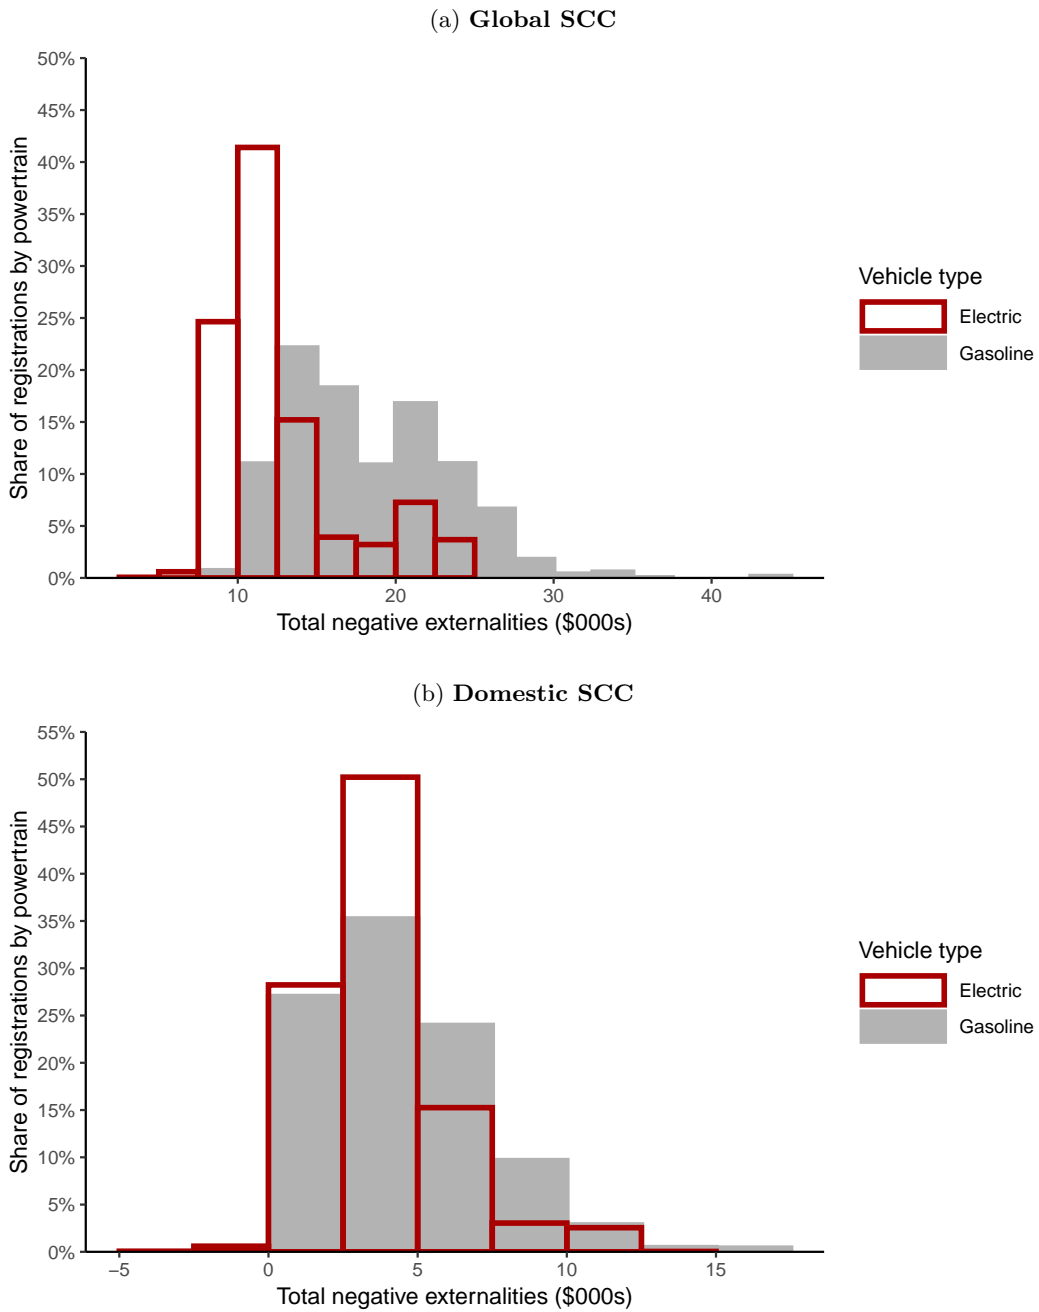 (a) Global SCC
50%
45%
40%
35%
30%
25%
20%
15%
10%
5%
0%
Share of registrations by powertrain
10 20 30 40
Total negative externalities ($000s)
Vehicle type
Electric
Gasoline
(b) Domestic SCC
55%
50%
45%
40%
35%
30%
25%
20%
15%
10%
5%
0%
Share of registrations by powertrain
−5 0 5 10 15
Total negative externalities ($000s)
Vehicle type
Electric
Gasoline